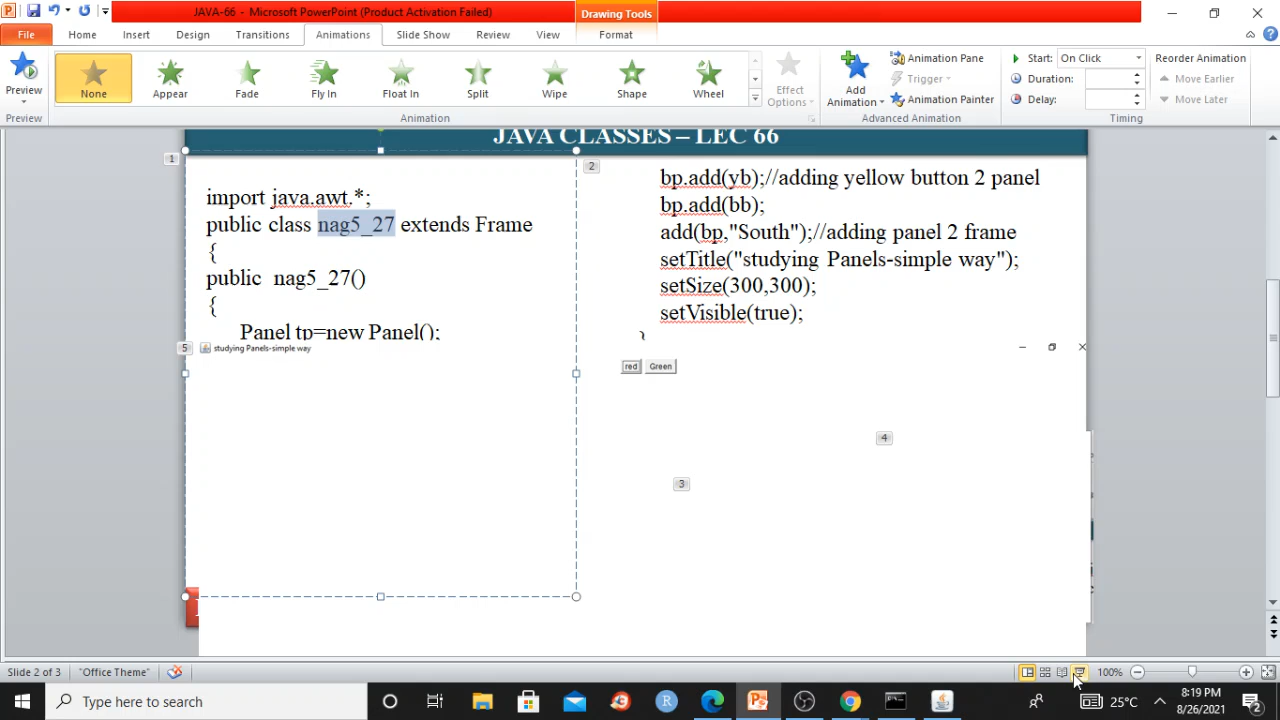 JAVA-66 - Microsoft PowerPoint (Product Activation Failed)
Drawing Tools
File
Home
Insert
Design
Transitions
Animations
Slide Show
Review
View
Format
Preview
None
Appear
Fade
Fly In
Float In
Split
Wipe
Shape
Wheel
Effect Options
Add Animation
Animation Pane
Trigger
Animation Painter
Start: On Click
Duration:
Delay:
Reorder Animation
Move Earlier
Move Later
Preview
Animation
Advanced Animation
Timing
JAVA CLASSES – LEC 66
1
2
import java.awt.*;
public class nag5_27 extends Frame
{
public nag5_27()
{
Panel tp=new Panel();
bp.add(yb);//adding yellow button 2 panel
bp.add(bb);
add(bp,"South");//adding panel 2 frame
setTitle("studying Panels-simple way");
setSize(300,300);
setVisible(true);
5
studying Panels-simple way
red
Green
4
3
Slide 2 of 3
"Office Theme"
100%
Type here to search
25°C
8:19 PM
8/26/2021
2